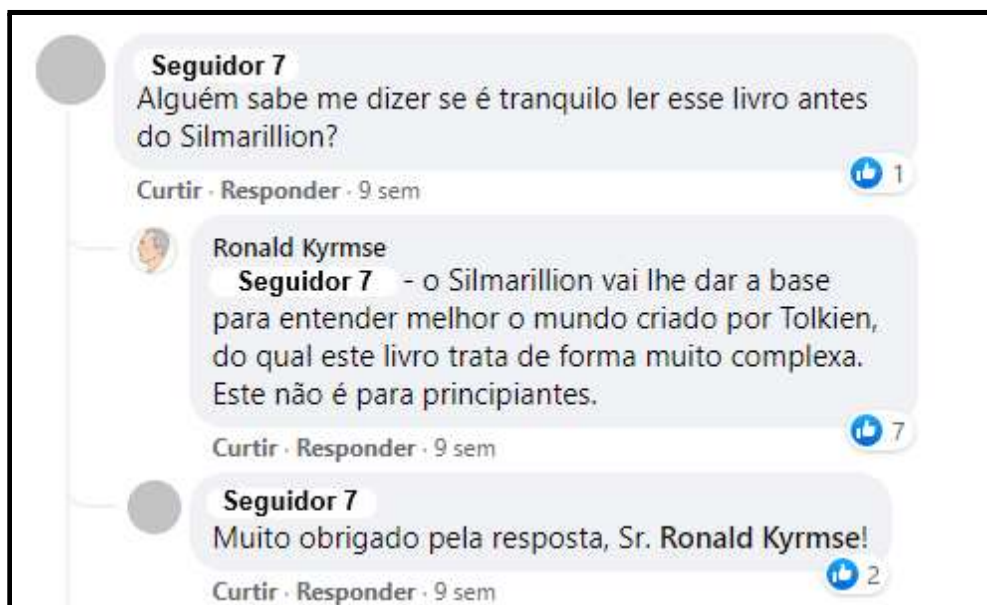 Seguidor 7
Alguém sabe me dizer se é tranquilo ler esse livro antes
do Silmarillion?
1
Curtir · Responder · 9 sem
Ronald Kyrmse
Seguidor 7 - o Silmarillion vai lhe dar a base
para entender melhor o mundo criado por Tolkien,
do qual este livro trata de forma muito complexa.
Este não é para principiantes.
7
Curtir · Responder · 9 sem
Seguidor 7
Muito obrigado pela resposta, Sr. Ronald Kyrmse!
2
Curtir · Responder · 9 sem